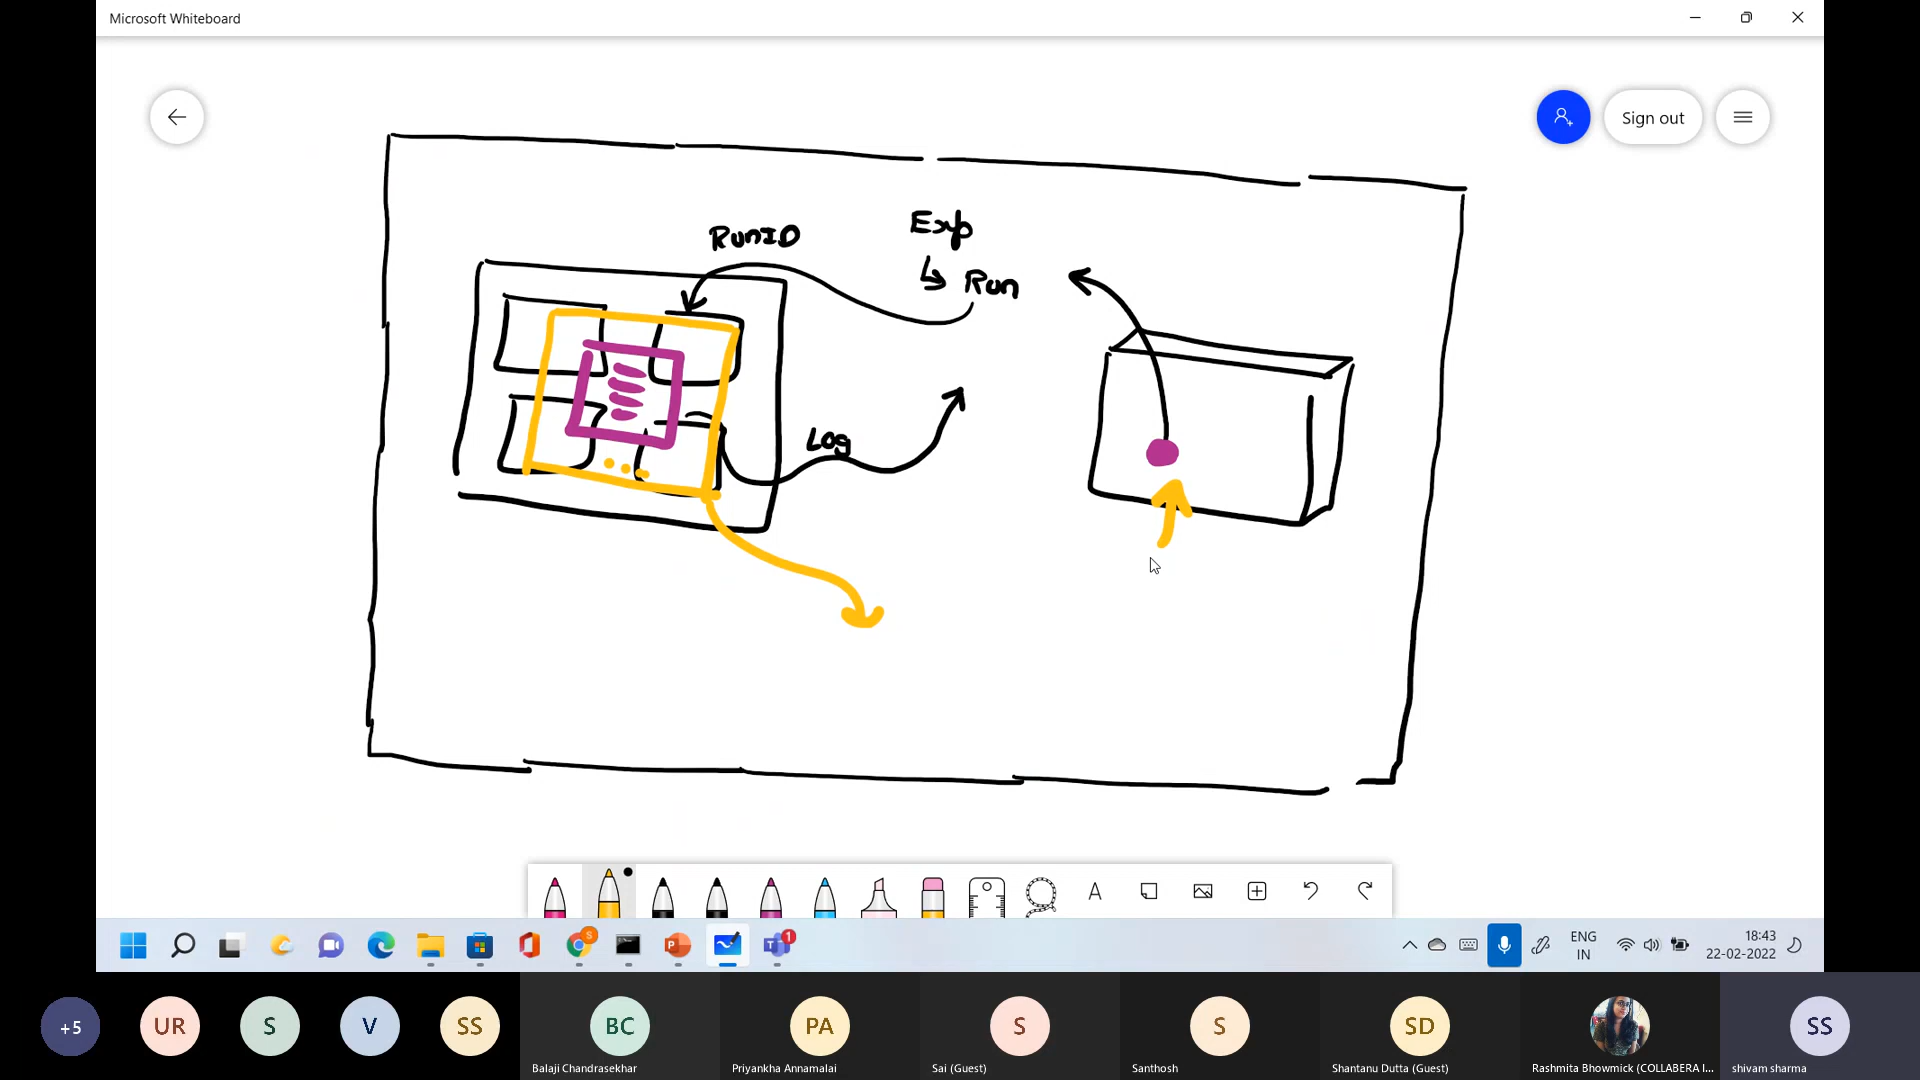 Microsoft Whiteboard
Sign out
RunID
Exp
Run
Log
A
S
P
T
1
ENG
IN
18:43
22-02-2022
+5
UR
S
V
SS
BC
PA
S
S
SD
SS
Balaji Chandrasekhar
Priyankha Annamalai
Sai (Guest)
Santhosh
Shantanu Dutta (Guest)
Rashmita Bhowmick (COLLABERA I...
shivam sharma